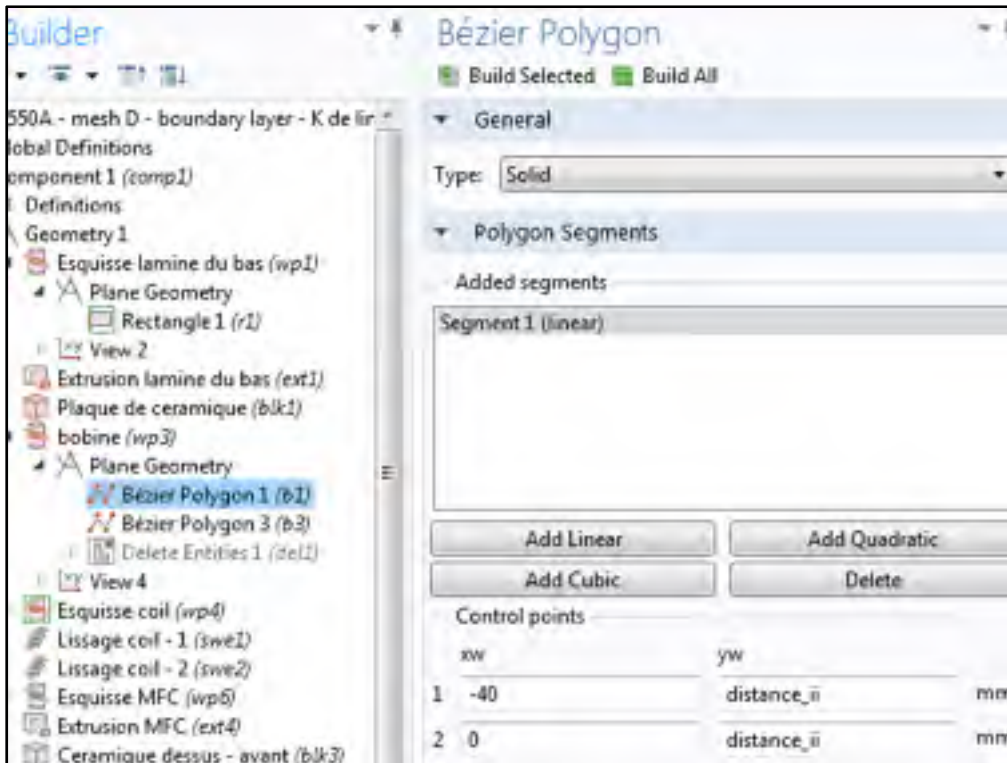 Builder
550A - mesh D - boundary layer - K de lir
lobal Definitions
omponent 1 (comp1)
Definitions
Geometry 1
Esquisse lamine du bas (wp1)
Plane Geometry
Rectangle 1 (r1)
View 2
Extrusion lamine du bas (ext1)
Plaque de ceramique (blk1)
bobine (wp3)
Plane Geometry
Bézier Polygon 1 (b1)
Bézier Polygon 3 (b3)
Delete Entities 1 (del1)
View 4
Esquisse coil (wp4)
Lissage coil - 1 (swe1)
Lissage coil - 2 (swe2)
Esquisse MFC (wp6)
Extrusion MFC (ext4)
Ceramique dessus - avant (blk3)
Bézier Polygon
Build Selected Build All
General
Type: Solid
Polygon Segments
Added segments
Segment 1 (linear)
Add Linear Add Quadratic
Add Cubic Delete
Control points
xw yw
1 -40 distance_ii mm
2 0 distance_ii mm